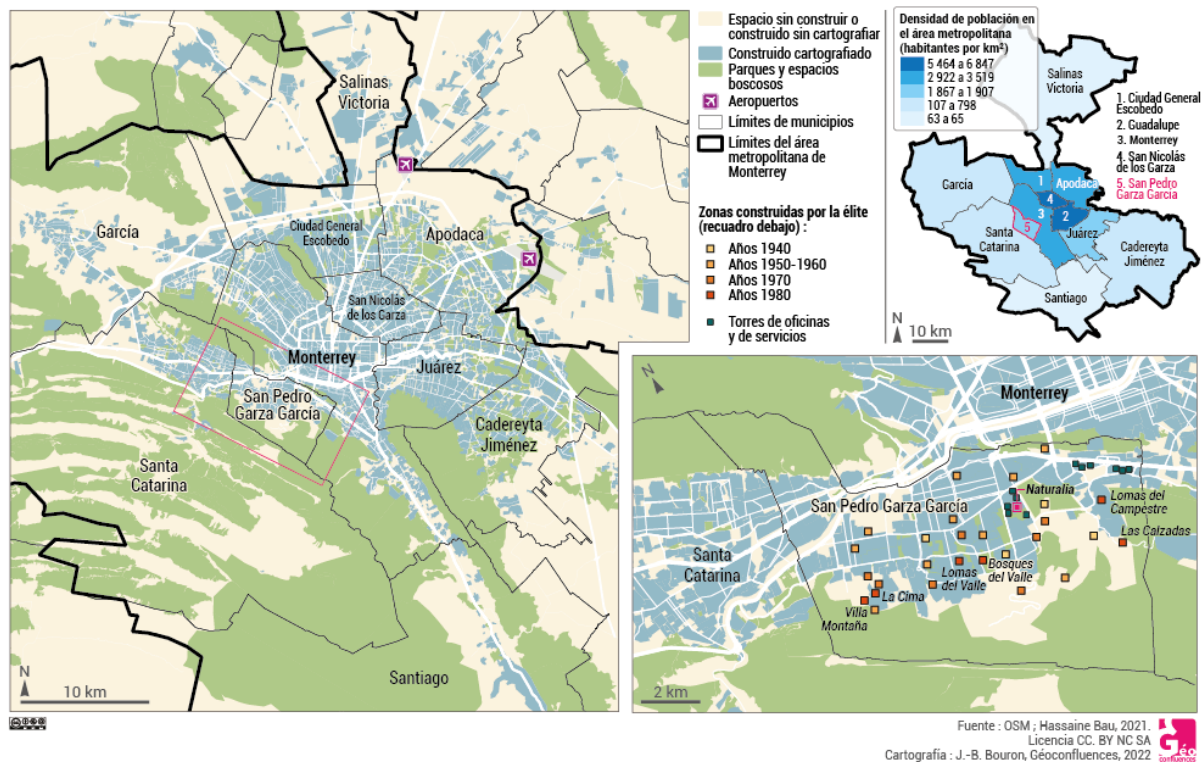 Salinas
Victoria
García
Ciudad General
Escobedo
Apodaca
San Nicolás
de los Garza
Monterrey
Juárez
San Pedro
Garza García
Cadereyta
Jiménez
Santa
Catarina
Santiago
N
10 km
Espacio sin construir o
construido sin cartografiar
Construido cartografiado
Parques y espacios
boscosos
Aeropuertos
Límites de municipios
Límites del área
metropolitana de
Monterrey
Zonas construidas por la élite
(recuadro debajo) :
Años 1940
Años 1950-1960
Años 1970
Años 1980
Torres de oficinas
y de servicios
Densidad de población en
el área metropolitana
(habitantes por km²)
5 464 a 6 847
2 922 a 3 519
1 867 a 1 907
107 a 798
63 a 65
Salinas
Victoria
1. Ciudad General
Escobedo
2. Guadalupe
3. Monterrey
4. San Nicolás
de los Garza
5. San Pedro
Garza García
García
1
Apodaca
4
3
2
5
Santa
Catarina
Juárez
Cadereyta
Jiménez
Santiago
N
10 km
N
Monterrey
Naturalia
San Pedro Garza García
Lomas del
Campestre
Las Calzadas
Santa
Catarina
Bosques
del Valle
Lomas
del Valle
La Cima
Villa
Montaña
2 km
Fuente : OSM ; Hassaine Bau, 2021.
Licencia CC. BY NC SA
Cartografía : J.-B. Bouron, Géoconfluences, 2022
Géo
confluences